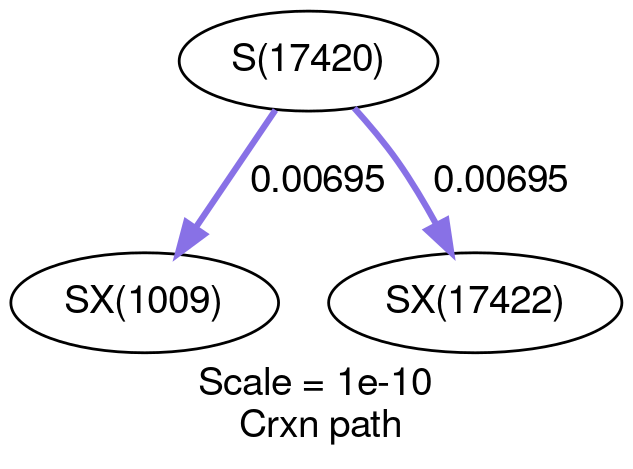 S(17420)
0.00695
0.00695
SX(1009)
SX(17422)
Scale = 1e-10
Crxn path